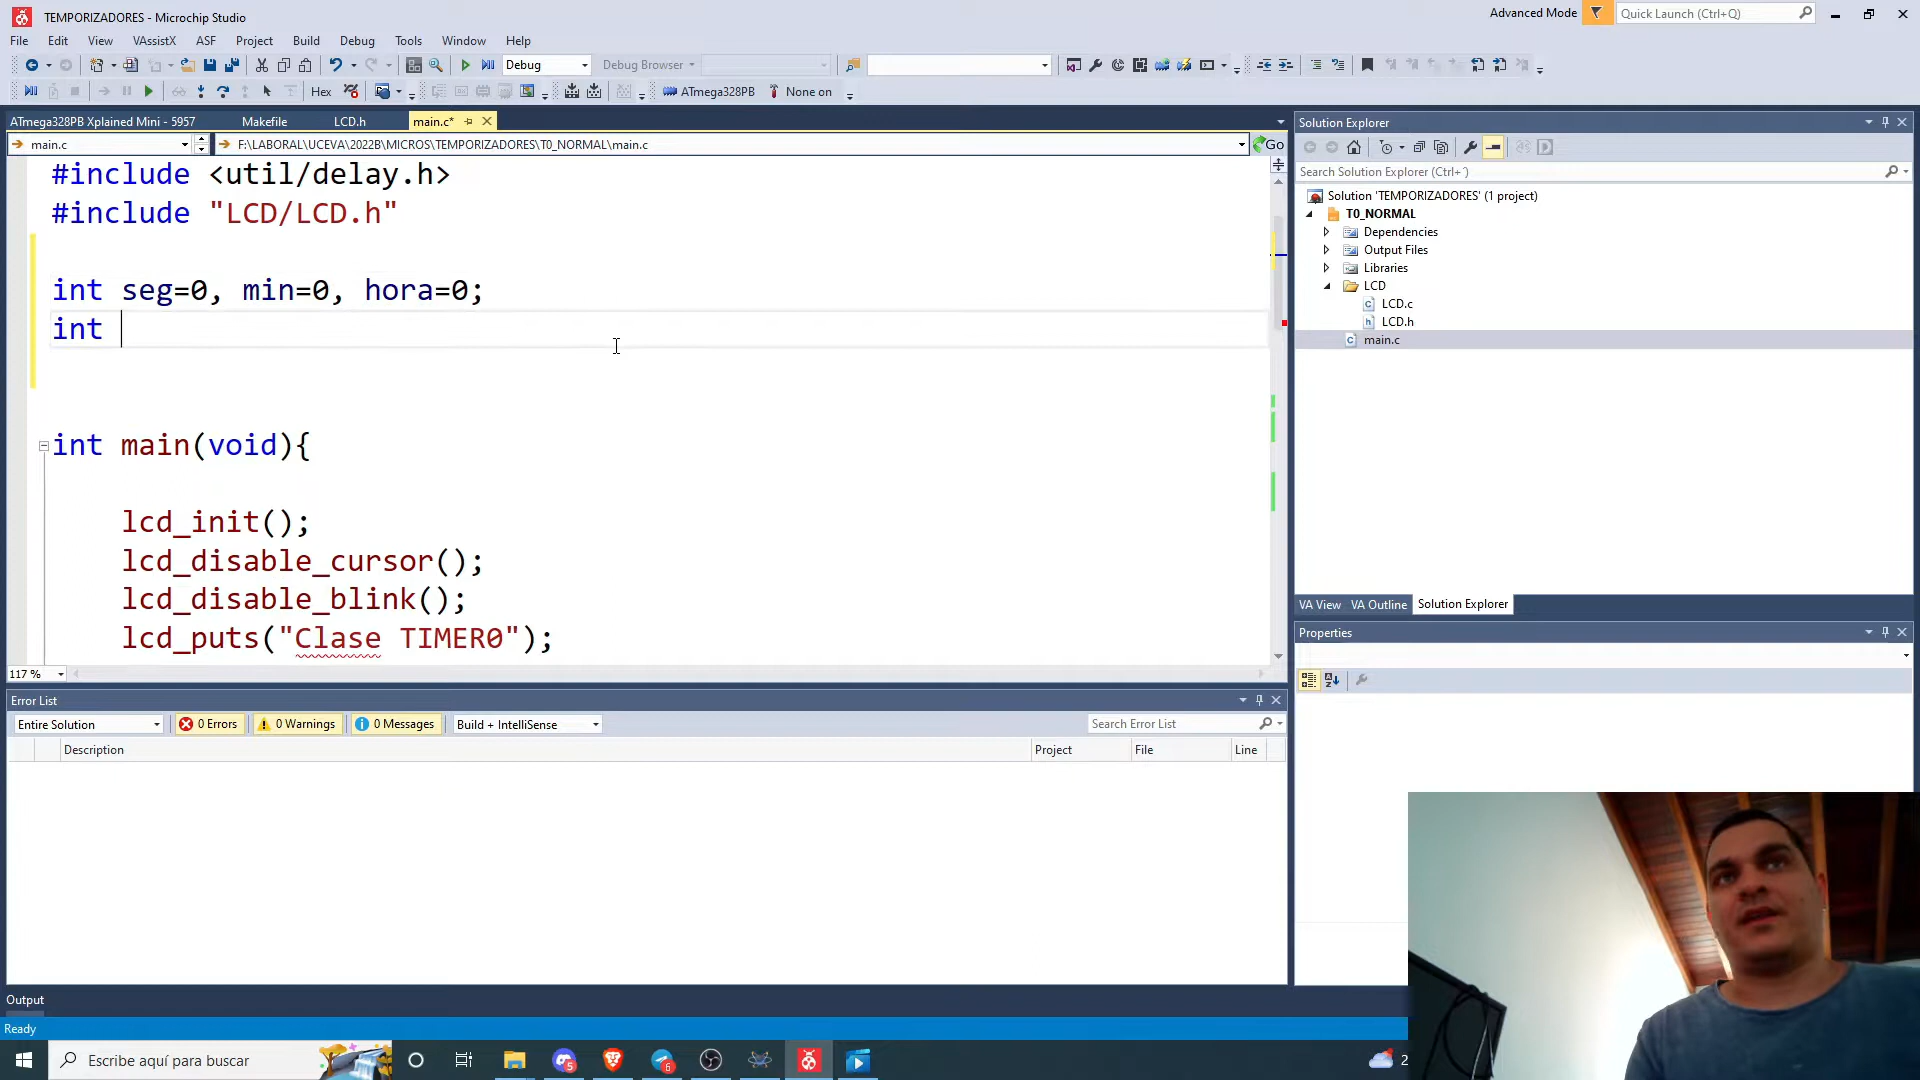 TEMPORIZADORES - Microchip Studio
Advanced Mode
Quick Launch (Ctrl+Q)
File Edit View VAssistX ASF Project Build Debug Tools Window Help
Debug
Debug Browser
Hex
ATmega328PB
None on
ATmega328PB Xplained Mini - 5957
Makefile
LCD.h
main.c*
main.c
F:\LABORAL\UCEVA\2022B\MICROS\TEMPORIZADORES\T0_NORMAL\main.c
Go
#include <util/delay.h>
#include "LCD/LCD.h"
int seg=0, min=0, hora=0;
int
int main(void){
lcd_init();
lcd_disable_cursor();
lcd_disable_blink();
lcd_puts("Clase TIMER0");
117 %
Error List
Entire Solution
0 Errors
0 Warnings
0 Messages
Build + IntelliSense
Search Error List
Description
Project
File
Line
Output
Ready
Solution Explorer
Search Solution Explorer (Ctrl+´)
Solution 'TEMPORIZADORES' (1 project)
T0_NORMAL
Dependencies
Output Files
Libraries
LCD
LCD.c
LCD.h
main.c
VA View
VA Outline
Solution Explorer
Properties
Escribe aquí para buscar
5
6
2